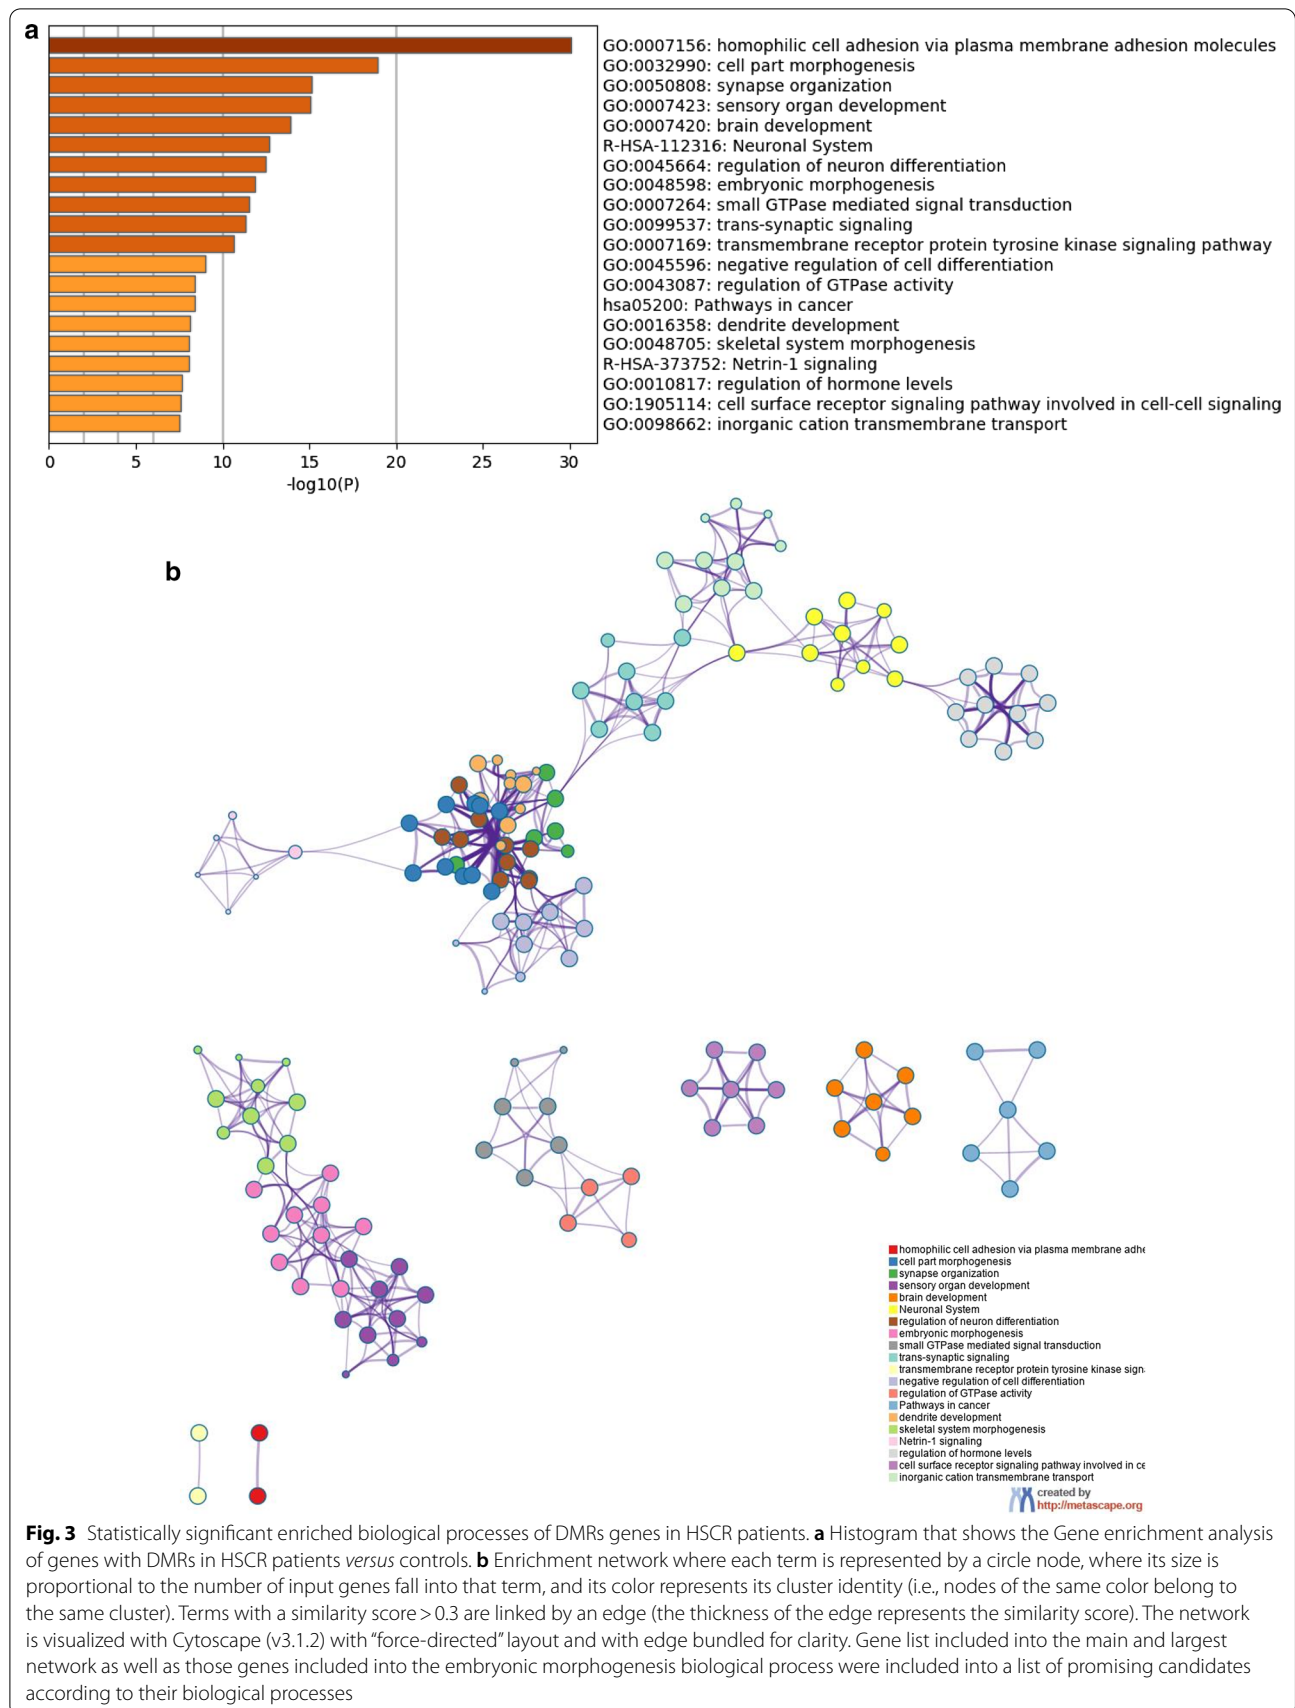 a
GO:0007156: homophilic cell adhesion via plasma membrane adhesion molecules
GO:0032990: cell part morphogenesis
GO:0050808: synapse organization
GO:0007423: sensory organ development
GO:0007420: brain development
R-HSA-112316: Neuronal System
GO:0045664: regulation of neuron differentiation
GO:0048598: embryonic morphogenesis
GO:0007264: small GTPase mediated signal transduction
GO:0099537: trans-synaptic signaling
GO:0007169: transmembrane receptor protein tyrosine kinase signaling pathway
GO:0045596: negative regulation of cell differentiation
GO:0043087: regulation of GTPase activity
hsa05200: Pathways in cancer
GO:0016358: dendrite development
GO:0048705: skeletal system morphogenesis
R-HSA-373752: Netrin-1 signaling
GO:0010817: regulation of hormone levels
GO:1905114: cell surface receptor signaling pathway involved in cell-cell signaling
GO:0098662: inorganic cation transmembrane transport
0 5 10 15 20 25 30
-log10(P)
b
homophilic cell adhesion via plasma membrane adhe
cell part morphogenesis
synapse organization
sensory organ development
brain development
Neuronal System
regulation of neuron differentiation
embryonic morphogenesis
small GTPase mediated signal transduction
trans-synaptic signaling
transmembrane receptor protein tyrosine kinase sign
negative regulation of cell differentiation
regulation of GTPase activity
Pathways in cancer
dendrite development
skeletal system morphogenesis
Netrin-1 signaling
regulation of hormone levels
cell surface receptor signaling pathway involved in ce
inorganic cation transmembrane transport
created by
http://metascape.org
Fig. 3 Statistically significant enriched biological processes of DMRs genes in HSCR patients. a Histogram that shows the Gene enrichment analysis
of genes with DMRs in HSCR patients versus controls. b Enrichment network where each term is represented by a circle node, where its size is
proportional to the number of input genes fall into that term, and its color represents its cluster identity (i.e., nodes of the same color belong to
the same cluster). Terms with a similarity score > 0.3 are linked by an edge (the thickness of the edge represents the similarity score). The network
is visualized with Cytoscape (v3.1.2) with “force-directed” layout and with edge bundled for clarity. Gene list included into the main and largest
network as well as those genes included into the embryonic morphogenesis biological process were included into a list of promising candidates
according to their biological processes